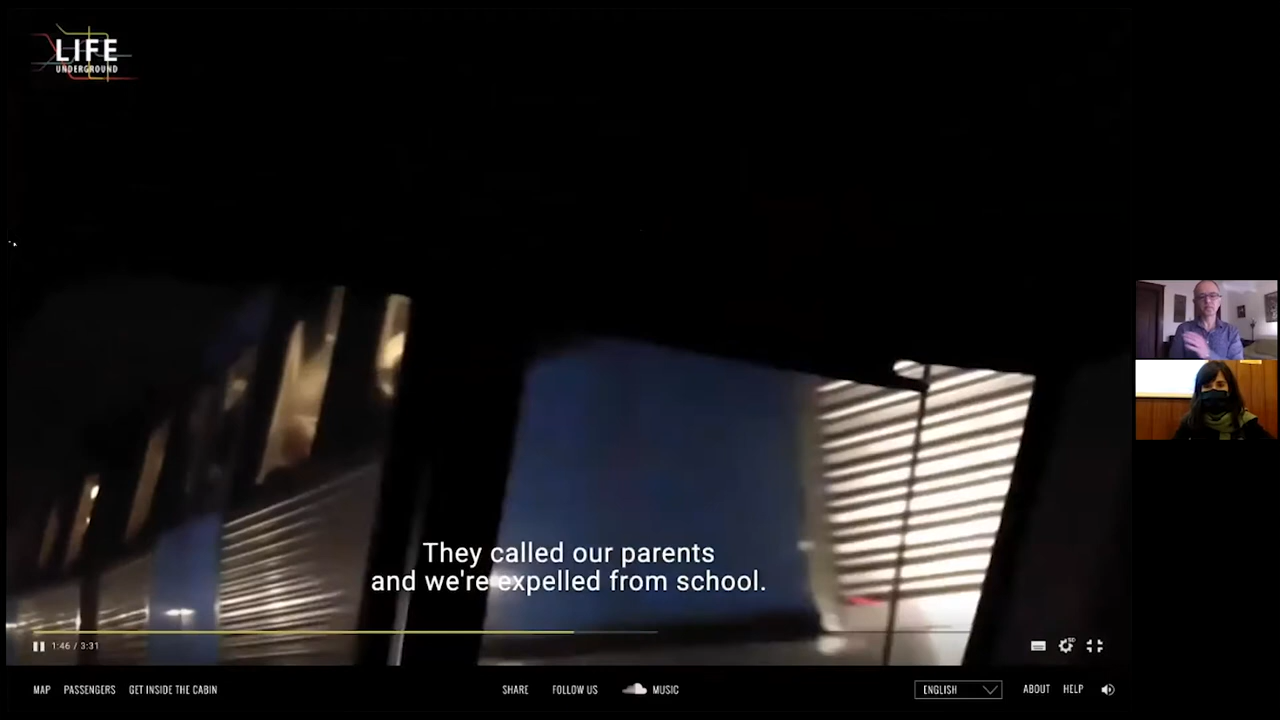 LIFE
UNDERGROUND
They called our parents
and we're expelled from school.
1:46 / 3:31
MAP PASSENGERS GET INSIDE THE CABIN SHARE FOLLOW US MUSIC ENGLISH ABOUT HELP